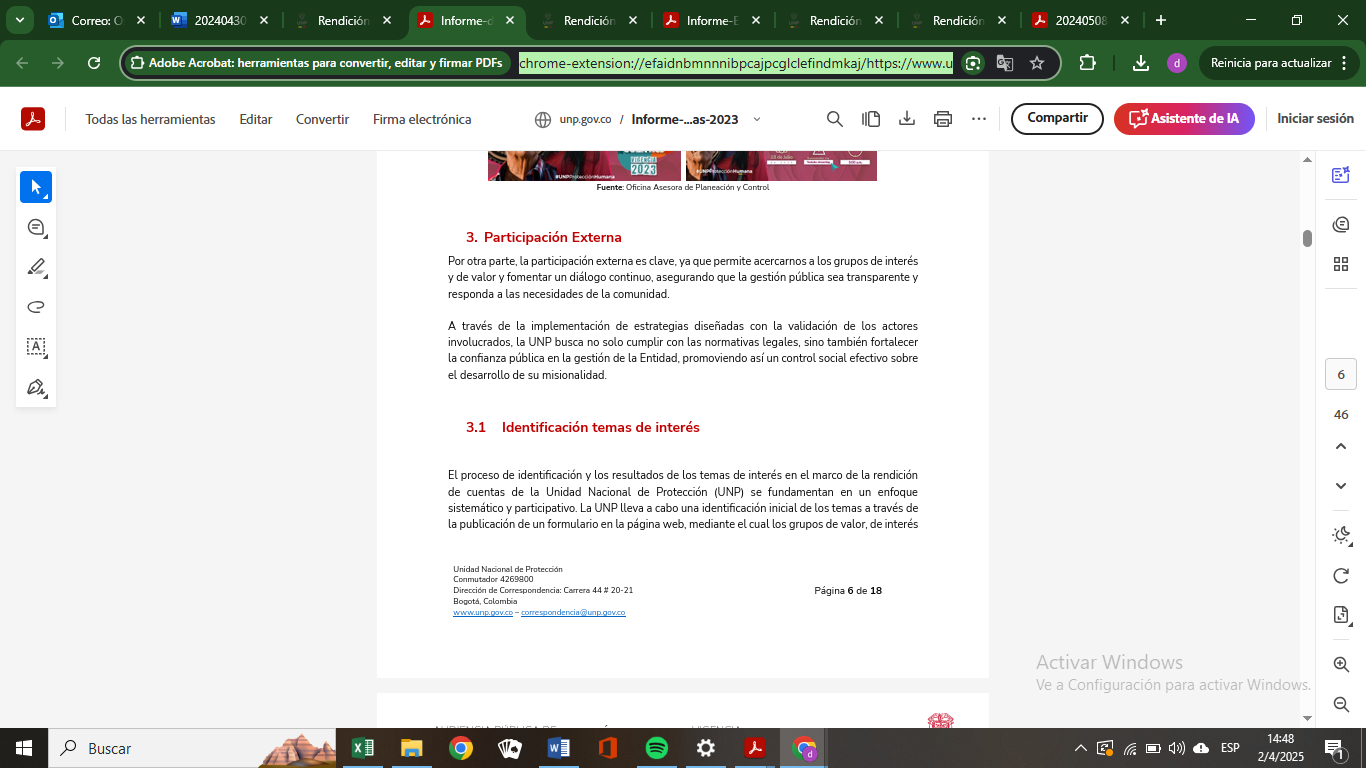 Correo: O
20240430
Rendición
Informe-d
Rendición
Informe-E
Rendición
Rendición
20240508
Adobe Acrobat: herramientas para convertir, editar y firmar PDFs
chrome-extension://efaidnbmnnnibpcajpcglclefindmkaj/https://www.u
d
Reinicia para actualizar
Todas las herramientas
Editar
Convertir
Firma electrónica
unp.gov.co / Informe-...as-2023
Compartir
Asistente de IA
Iniciar sesión
#UNPProtecciónHumana
2023
#UNPProtecciónHumana
Fuente: Oficina Asesora de Planeación y Control
3. Participación Externa
Por otra parte, la participación externa es clave, ya que permite acercarnos a los grupos de interés
y de valor y fomentar un diálogo continuo, asegurando que la gestión pública sea transparente y
responda a las necesidades de la comunidad.
A través de la implementación de estrategias diseñadas con la validación de los actores
involucrados, la UNP busca no solo cumplir con las normativas legales, sino también fortalecer
la confianza pública en la gestión de la Entidad, promoviendo así un control social efectivo sobre
el desarrollo de su misionalidad.
3.1 Identificación temas de interés
El proceso de identificación y los resultados de los temas de interés en el marco de la rendición
de cuentas de la Unidad Nacional de Protección (UNP) se fundamentan en un enfoque
sistemático y participativo. La UNP lleva a cabo una identificación inicial de los temas a través de
la publicación de un formulario en la página web, mediante el cual los grupos de valor, de interés
Unidad Nacional de Protección
Conmutador 4269800
Dirección de Correspondencia: Carrera 44 # 20-21
Bogotá, Colombia
www.unp.gov.co – correspondencia@unp.gov.co
Página 6 de 18
6
46
Activar Windows
Ve a Configuración para activar Windows.
Buscar
ESP
14:48
2/4/2025
1